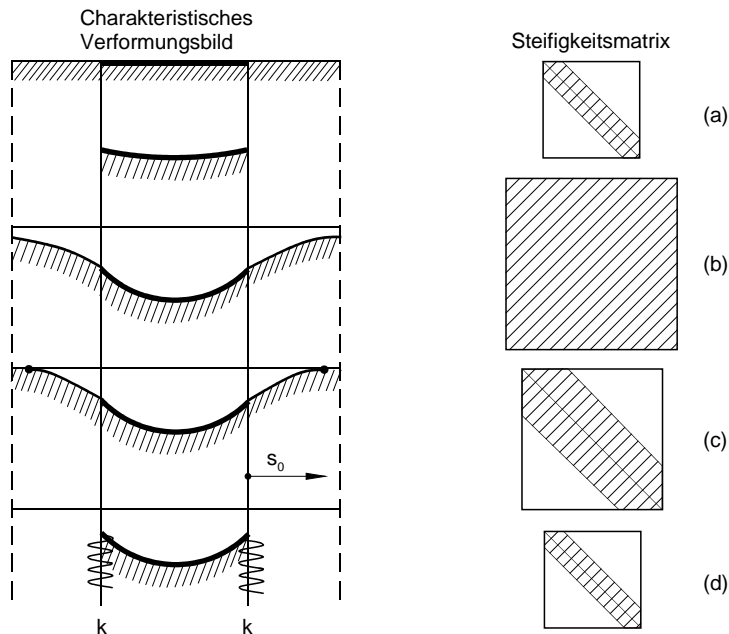 Charakteristisches
Verformungsbild
Steifigkeitsmatrix
(a)
(b)
(c)
s0
(d)
k k